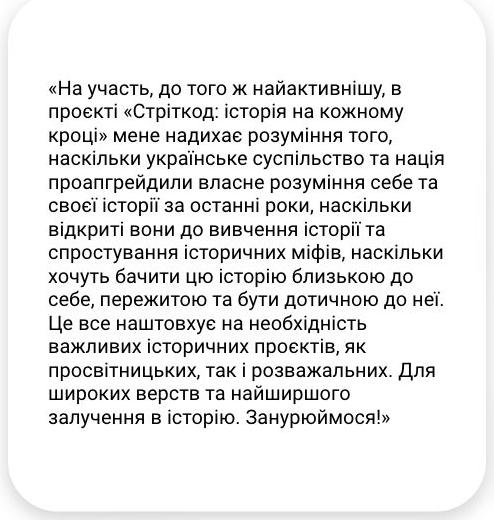 «На участь, до того ж найактивнішу, в
проєкті «Стріткод: історія на кожному
кроці» мене надихає розуміння того,
наскільки українське суспільство та нація
проапгрейдили власне розуміння себе та
своєї історії за останні роки, наскільки
відкриті вони до вивчення історії та
спростування історичних міфів, наскільки
хочуть бачити цю історію близькою до
себе, пережитою та бути дотичною до неї.
Це все наштовхує на необхідність
важливих історичних проєктів, як
просвітницьких, так і розважальних. Для
широких верств та найширшого
залучення в історію. Занурюймося!»